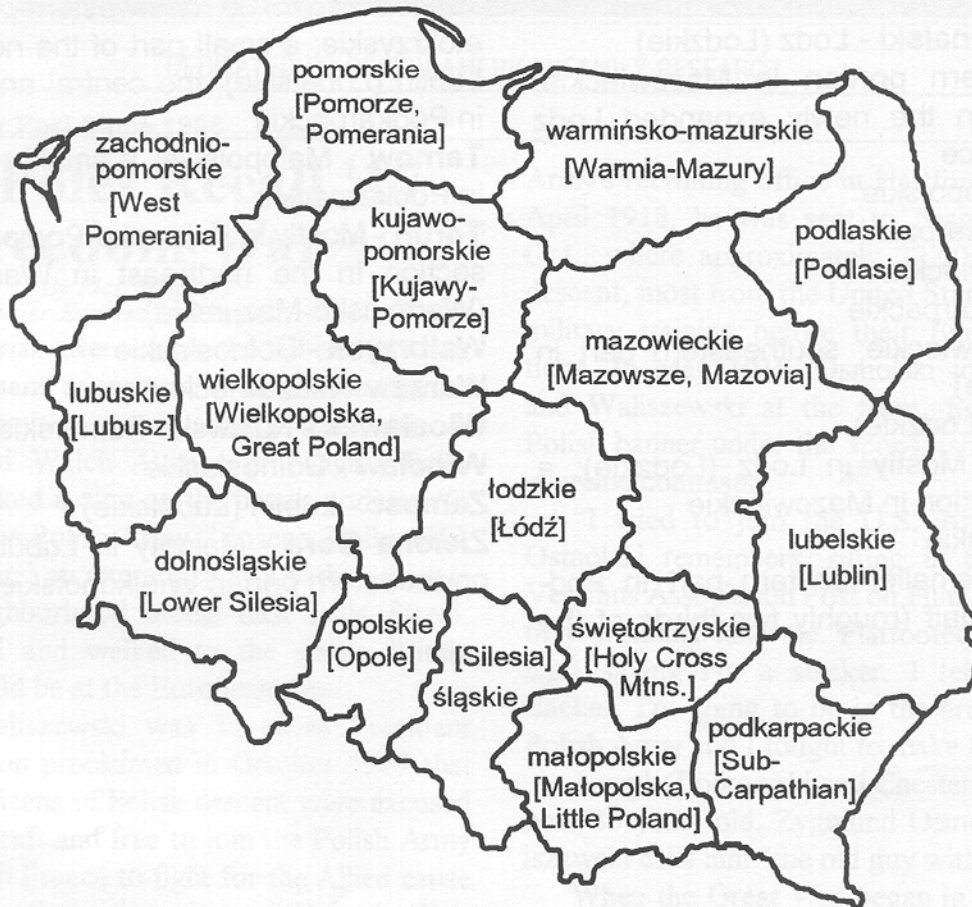 pomorskie
[Pomorze,
Pomerania]
zachodnio-
pomorskie
[West
Pomerania]
warmińsko-mazurskie
[Warmia-Mazury]
kujawo-
pomorskie
[Kujawy-
Pomorze]
podlaskie
[Podlasie]
mazowieckie
[Mazowsze, Mazovia]
lubuskie
[Lubusz]
wielkopolskie
[Wielkopolska,
Great Poland]
łodzkie
[Łódź]
lubelskie
[Lublin]
dolnośląskie
[Lower Silesia]
opolskie
[Opole]
[Silesia]
śląskie
świętokrzyskie
[Holy Cross
Mtns.]
małopolskie
[Małopolska,
Little Poland]
podkarpackie
[Sub-
Carpathian]